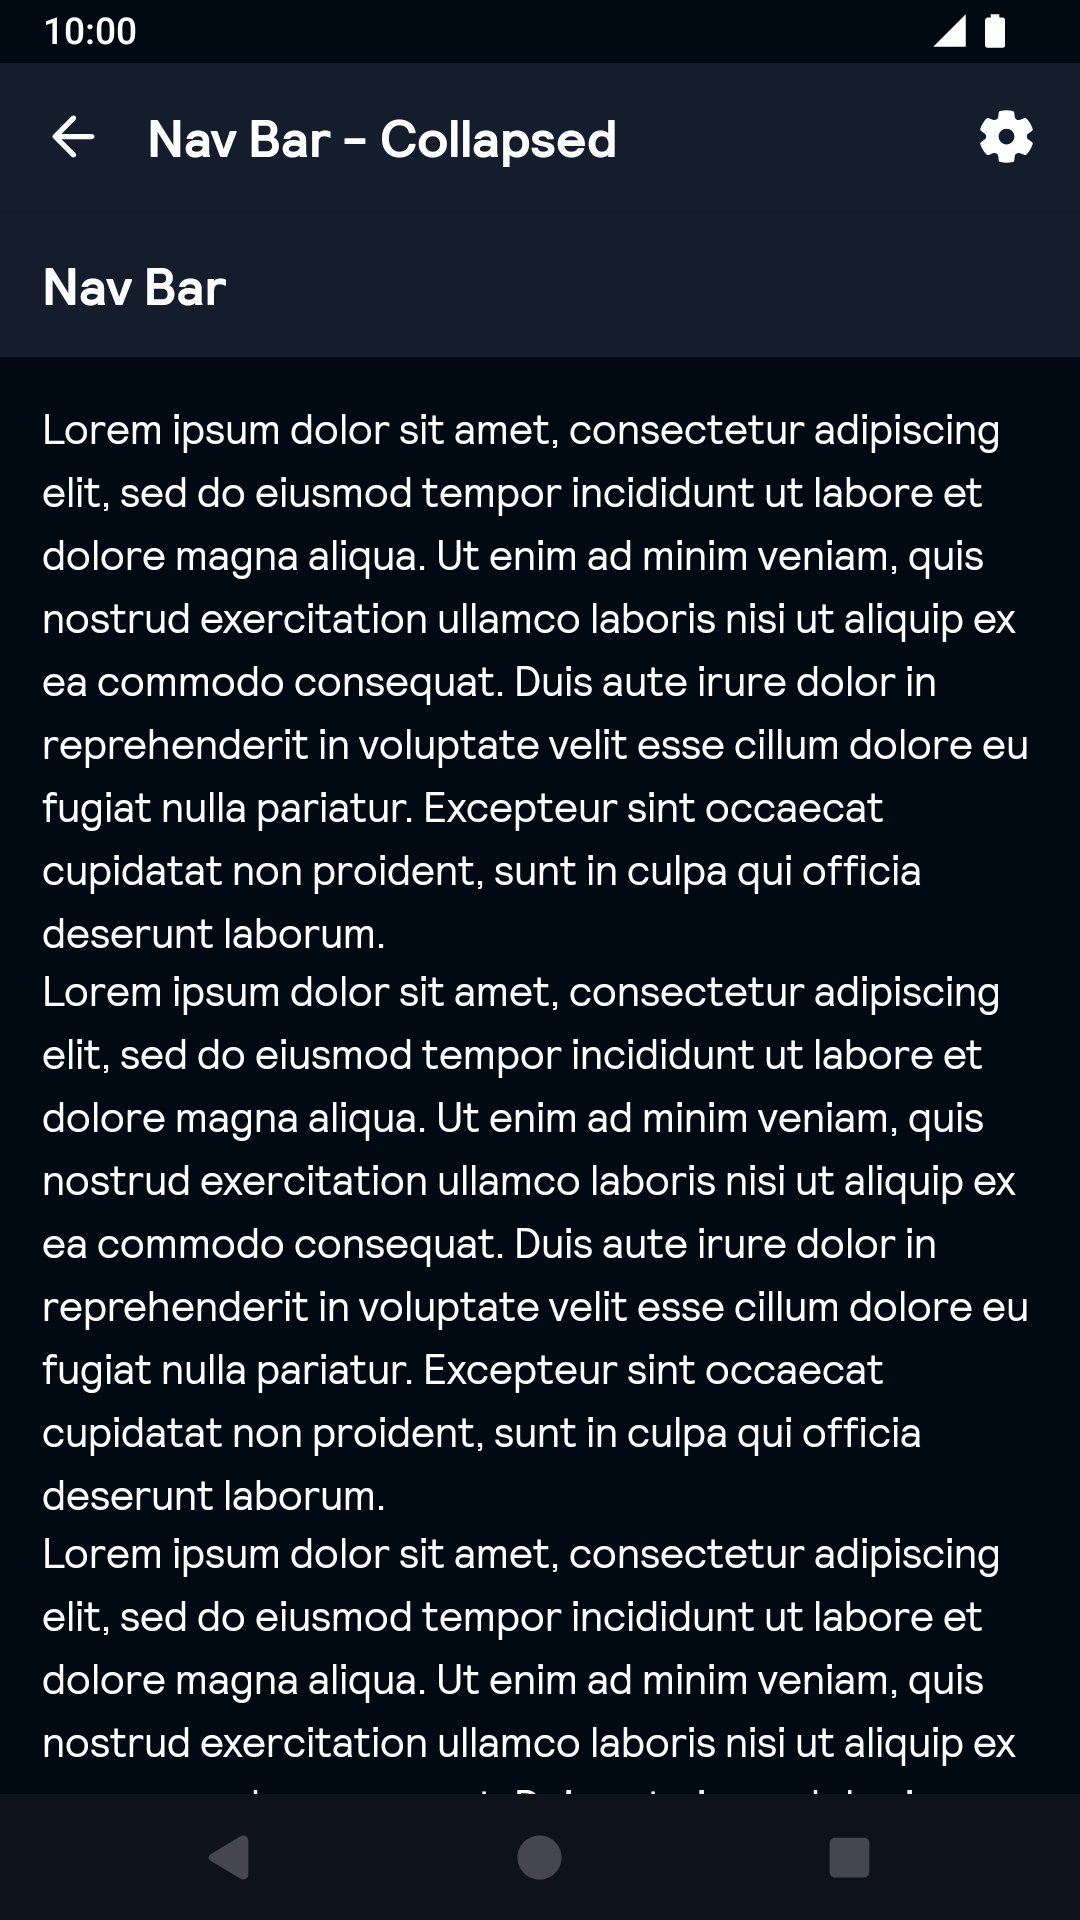 10:00
Nav Bar - Collapsed
Nav Bar
Lorem ipsum dolor sit amet, consectetur adipiscing
elit, sed do eiusmod tempor incididunt ut labore et
dolore magna aliqua. Ut enim ad minim veniam, quis
nostrud exercitation ullamco laboris nisi ut aliquip ex
ea commodo consequat. Duis aute irure dolor in
reprehenderit in voluptate velit esse cillum dolore eu
fugiat nulla pariatur. Excepteur sint occaecat
cupidatat non proident, sunt in culpa qui officia
deserunt laborum.
Lorem ipsum dolor sit amet, consectetur adipiscing
elit, sed do eiusmod tempor incididunt ut labore et
dolore magna aliqua. Ut enim ad minim veniam, quis
nostrud exercitation ullamco laboris nisi ut aliquip ex
ea commodo consequat. Duis aute irure dolor in
reprehenderit in voluptate velit esse cillum dolore eu
fugiat nulla pariatur. Excepteur sint occaecat
cupidatat non proident, sunt in culpa qui officia
deserunt laborum.
Lorem ipsum dolor sit amet, consectetur adipiscing
elit, sed do eiusmod tempor incididunt ut labore et
dolore magna aliqua. Ut enim ad minim veniam, quis
nostrud exercitation ullamco laboris nisi ut aliquip ex